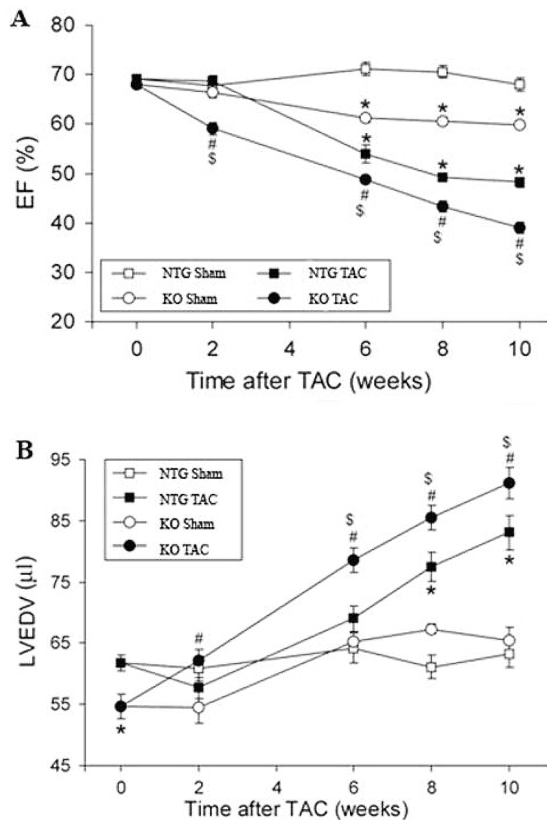 A
80
70
60
50
40
30
20
EF (%)
* * *
* * *
# # # #
$ $ $ $
NTG Sham NTG TAC
KO Sham KO TAC
0 2 4 6 8 10
Time after TAC (weeks)
B
95
85
75
65
55
45
LVEDV (µl)
NTG Sham
NTG TAC
KO Sham
KO TAC
$ $ $
# # # #
* * *
0 2 4 6 8 10
Time after TAC (weeks)